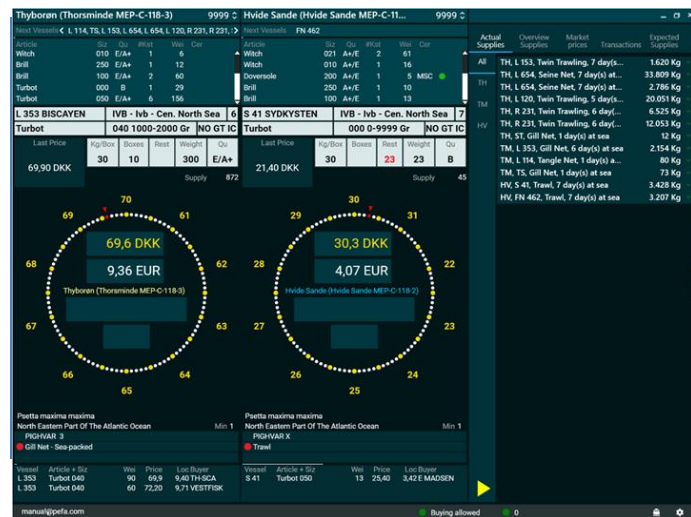 Thyborøn (Thorsminde MEP-C-118-3) 9999
Next Vessels < L 114, TS, L 153, L 654, L 654, L 120, R 231, R 231, >
Article Siz Qu #Kst Wei Cer
Witch 010 E/A+ 1 6
Brill 250 E/A+ 1 12
Brill 100 E/A+ 2 60
Turbot 000 B 1 29
Turbot 050 E/A+ 6 156
L 353 BISCAYEN IVB - Ivb - Cen. North Sea 6
Turbot 040 1000-2000 Gr NO GT IC
Last Price Kg/Box Boxes Rest Weight Qu
69,90 DKK 30 10 300 E/A+
Supply 872
70
69 61
69,6 DKK
68 62
9,36 EUR
Thyborøn (Thorsminde MEP-C-118-3)
67 63
66 64
65
Psetta maxima maxima
North Eastern Part Of The Atlantic Ocean Min 1
PIGHVAR 3
Gill Net - Sea-packed
Vessel Article + Siz Wei Price Loc Buyer
L 353 Turbot 040 90 69,9 9,40 TH-SCA
L 353 Turbot 040 60 72,20 9,71 VESTFISK
Hvide Sande (Hvide Sande MEP-C-11... 9999
Next Vessels FN 462
Article Siz Qu #Kst Wei Cer
Witch 021 A+/E 2 61
Witch 010 A+/E 1 16
Doversole 200 A+/E 1 5 MSC
Brill 250 A+/E 1 10
Brill 100 A+/E 1 13
S 41 SYDKYSTEN IVB - Ivb - Cen. North Sea 7
Turbot 000 0-9999 Gr NO GT IC
Last Price Kg/Box Boxes Rest Weight Qu
21,40 DKK 30 23 23 B
Supply 45
30
29 31
30,3 DKK
28 22
4,07 EUR
Hvide Sande (Hvide Sande MEP-C-118-2)
27 23
26 24
25
Psetta maxima maxima
North Eastern Part Of The Atlantic Ocean Min 1
PIGHVAR X
Trawl
Vessel Article + Siz Wei Price Loc Buyer
S 41 Turbot 050 13 25,40 3,42 E MADSEN
Actual Supplies Overview Supplies Market prices Transactions Expected Supplies
All
TH
TM
HV
TH, L 153, Twin Trawling, 7 day(s... 1.620 Kg
TH, L 654, Seine Net, 7 day(s) at... 33.809 Kg
TH, L 654, Seine Net, 7 day(s) at... 2.786 Kg
TH, L 120, Twin Trawling, 5 day(s... 20.051 Kg
TH, R 231, Twin Trawling, 6 day(... 6.525 Kg
TH, R 231, Twin Trawling, 6 day(... 12.053 Kg
TH, ST, Gill Net, 1 day(s) at sea 12 Kg
TM, L 353, Gill Net, 6 day(s) at sea 2.154 Kg
TM, L 114, Tangle Net, 1 day(s) a... 80 Kg
TM, TS, Gill Net, 1 day(s) at sea 73 Kg
HV, S 41, Trawl, 7 day(s) at sea 3.428 Kg
HV, FN 462, Trawl, 7 day(s) at sea 3.207 Kg
manual@pefa.com Buying allowed 0